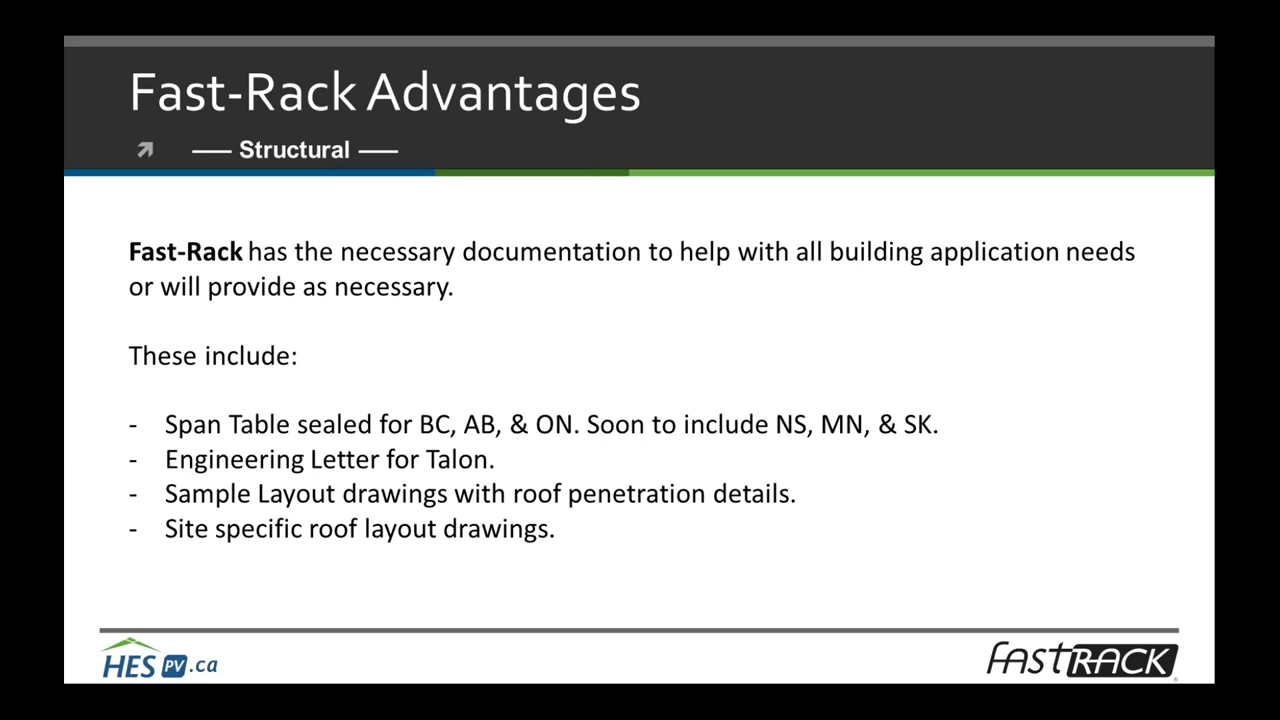 Fast-Rack Advantages
— Structural —
Fast-Rack has the necessary documentation to help with all building application needs
or will provide as necessary.
These include:
- Span Table sealed for BC, AB, & ON. Soon to include NS, MN, & SK.
- Engineering Letter for Talon.
- Sample Layout drawings with roof penetration details.
- Site specific roof layout drawings.
HES PV.ca
FASTRACK